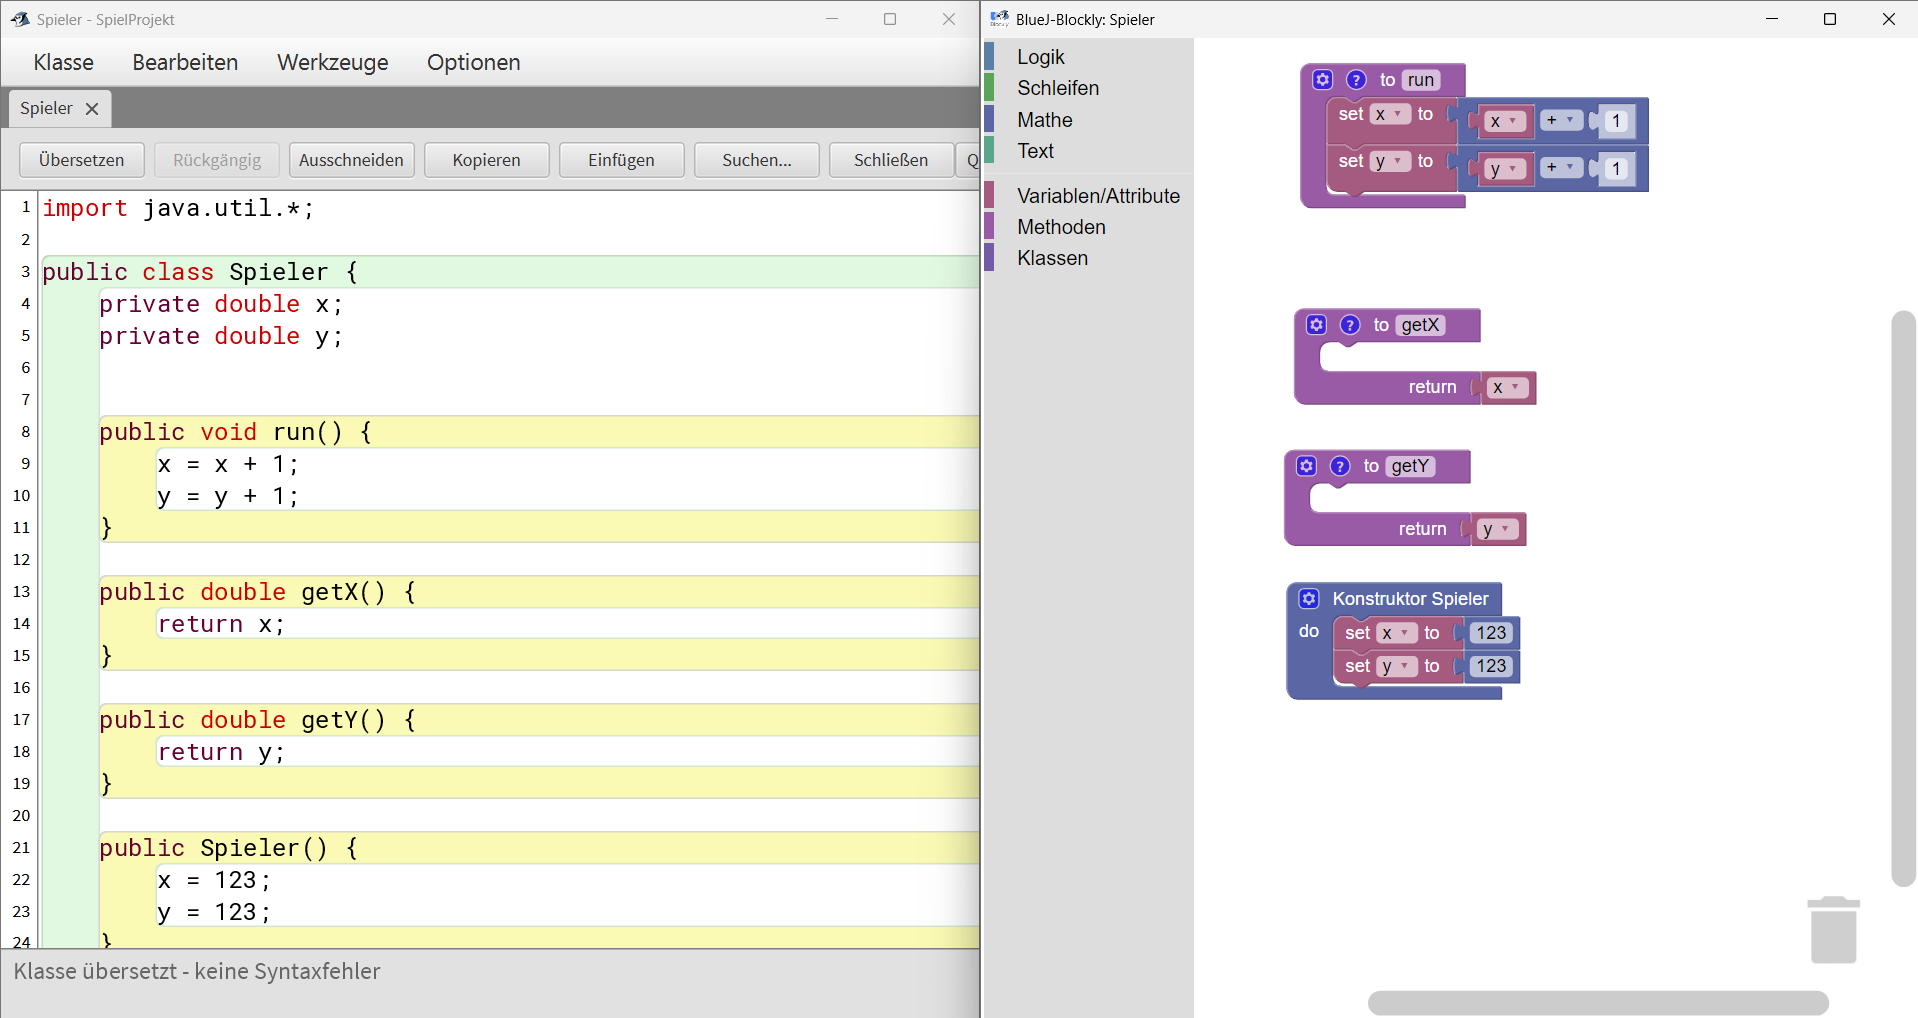 Spieler - SpielProjekt
Klasse Bearbeiten Werkzeuge Optionen
Spieler
Übersetzen Rückgängig Ausschneiden Kopieren Einfügen Suchen... Schließen Q
1 import java.util.*;
2
3 public class Spieler {
4 private double x;
5 private double y;
6
7
8 public void run() {
9 x = x + 1;
10 y = y + 1;
11 }
12
13 public double getX() {
14 return x;
15 }
16
17 public double getY() {
18 return y;
19 }
20
21 public Spieler() {
22 x = 123;
23 y = 123;
24 }
Klasse übersetzt - keine Syntaxfehler
BlueJ-Blockly: Spieler
Logik
Schleifen
Mathe
Text
Variablen/Attribute
Methoden
Klassen
? to run
set x to x + 1
set y to y + 1
? to getX
return x
? to getY
return y
Konstruktor Spieler
do set x to 123
set y to 123